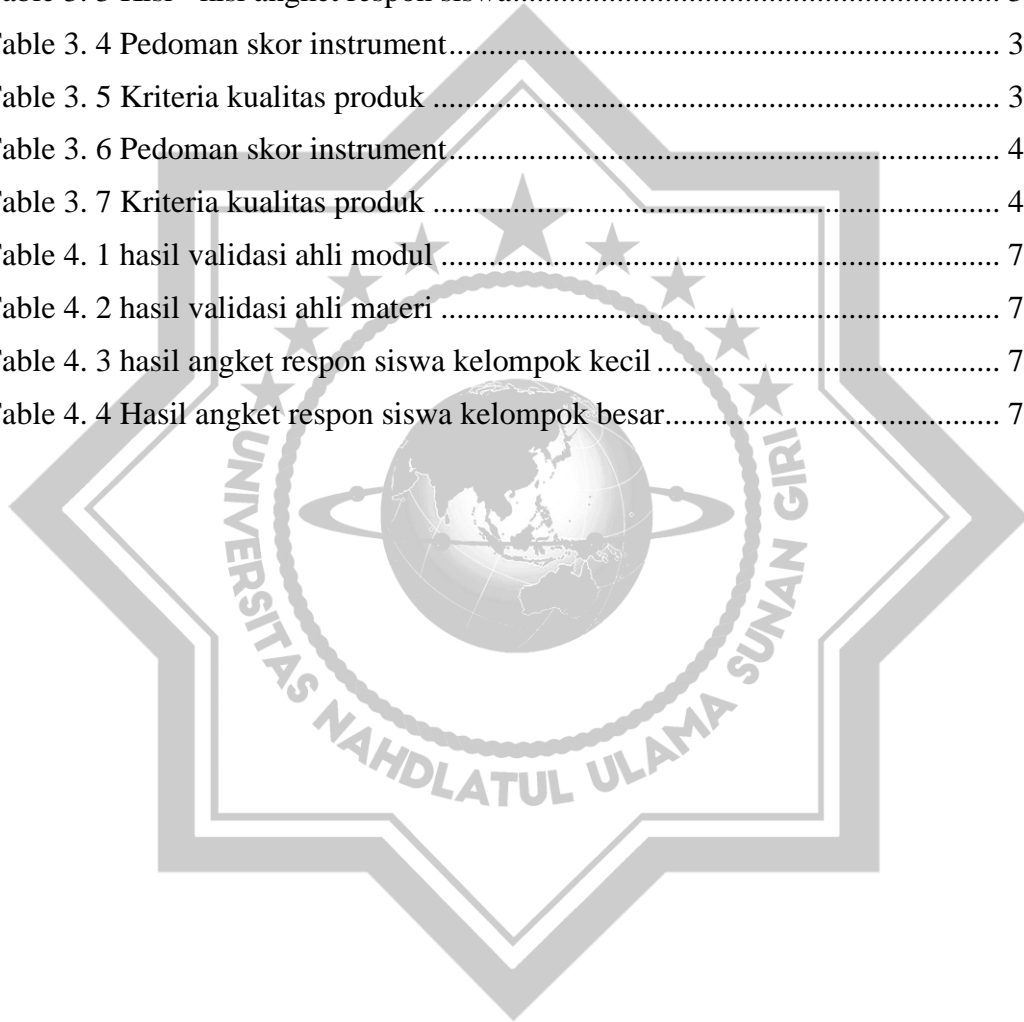 Table 3. 4 Pedoman skor instrument.......................................................................... 3
Table 3. 5 Kriteria kualitas produk ............................................................................ 3
Table 3. 6 Pedoman skor instrument.......................................................................... 4
Table 3. 7 Kriteria kualitas produk ............................................................................ 4
Table 4. 1 hasil validasi ahli modul ........................................................................... 7
Table 4. 2 hasil validasi ahli materi ........................................................................... 7
Table 4. 3 hasil angket respon siswa kelompok kecil ............................................... 7
Table 4. 4 Hasil angket respon siswa kelompok besar.............................................. 7
UNIVERSITAS NAHDLATUL ULAMA SUNAN GIRI